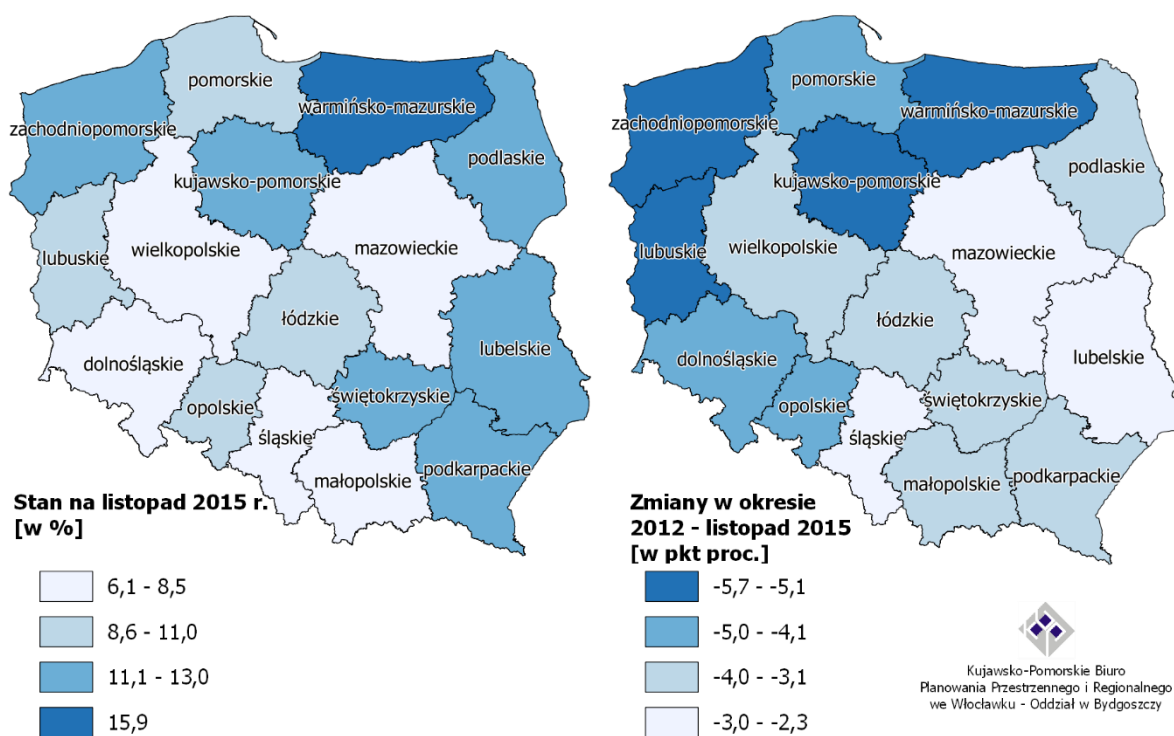 pomorskie
warmińsko-mazurskie
zachodniopomorskie
podlaskie
kujawsko-pomorskie
wielkopolskie
mazowieckie
lubuskie
łódzkie
lubelskie
dolnośląskie
świętokrzyskie
opolskie
śląskie
podkarpackie
małopolskie
Stan na listopad 2015 r.
[w %]
6,1 - 8,5
8,6 - 11,0
11,1 - 13,0
15,9
pomorskie
warmińsko-mazurskie
zachodniopomorskie
podlaskie
kujawsko-pomorskie
wielkopolskie
lubuskie
mazowieckie
łódzkie
dolnośląskie
lubelskie
opolskie
świętokrzyskie
śląskie
podkarpackie
małopolskie
Zmiany w okresie
2012 - listopad 2015
[w pkt proc.]
-5,7 - -5,1
-5,0 - -4,1
-4,0 - -3,1
-3,0 - -2,3
Kujawsko-Pomorskie Biuro
Planowania Przestrzennego i Regionalnego
we Włocławku - Oddział w Bydgoszczy